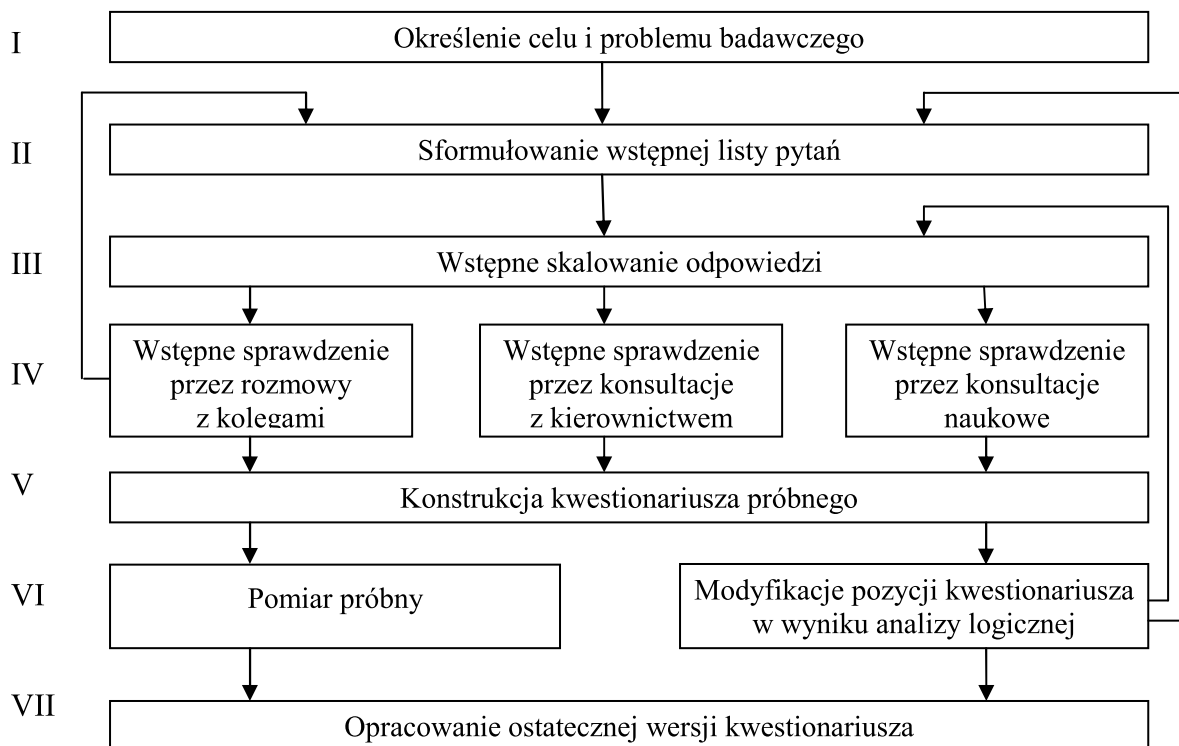 I
Określenie celu i problemu badawczego
II
Sformułowanie wstępnej listy pytań
III
Wstępne skalowanie odpowiedzi
IV
Wstępne sprawdzenie
przez rozmowy
z kolegami
Wstępne sprawdzenie
przez konsultacje
z kierownictwem
Wstępne sprawdzenie
przez konsultacje
naukowe
V
Konstrukcja kwestionariusza próbnego
VI
Pomiar próbny
Modyfikacje pozycji kwestionariusza
w wyniku analizy logicznej
VII
Opracowanie ostatecznej wersji kwestionariusza